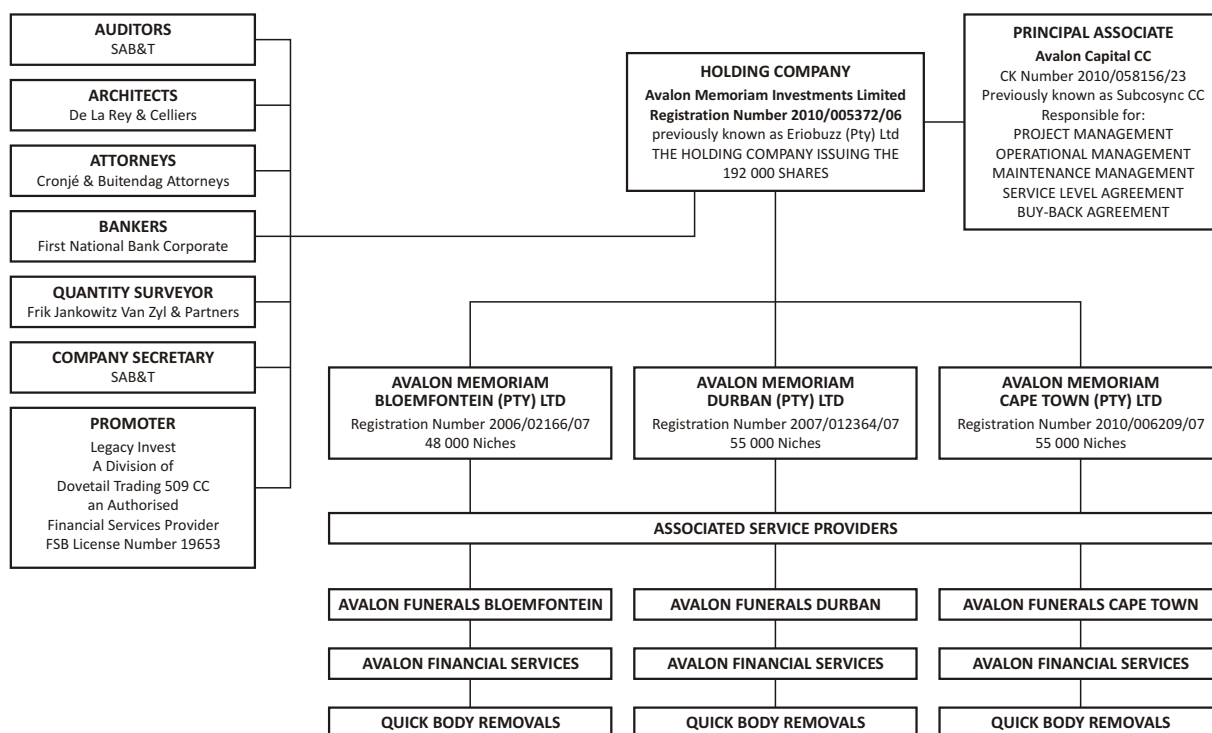 AUDITORS
SAB&T
ARCHITECTS
De La Rey & Celliers
ATTORNEYS
Cronjé & Buitendag Attorneys
BANKERS
First National Bank Corporate
QUANTITY SURVEYOR
Frik Jankowitz Van Zyl & Partners
COMPANY SECRETARY
SAB&T
PROMOTER
Legacy Invest
A Division of
Dovetail Trading 509 CC
an Authorised
Financial Services Provider
FSB License Number 19653
HOLDING COMPANY
Avalon Memoriam Investments Limited
Registration Number 2010/005372/06
previously known as Eriobuzz (Pty) Ltd
THE HOLDING COMPANY ISSUING THE
192 000 SHARES
PRINCIPAL ASSOCIATE
Avalon Capital CC
CK Number 2010/058156/23
Previously known as Subcosync CC
Responsible for:
PROJECT MANAGEMENT
OPERATIONAL MANAGEMENT
MAINTENANCE MANAGEMENT
SERVICE LEVEL AGREEMENT
BUY-BACK AGREEMENT
AVALON MEMORIAM
BLOEMFONTEIN (PTY) LTD
Registration Number 2006/02166/07
48 000 Niches
AVALON MEMORIAM
DURBAN (PTY) LTD
Registration Number 2007/012364/07
55 000 Niches
AVALON MEMORIAM
CAPE TOWN (PTY) LTD
Registration Number 2010/006209/07
55 000 Niches
ASSOCIATED SERVICE PROVIDERS
AVALON FUNERALS BLOEMFONTEIN
AVALON FUNERALS DURBAN
AVALON FUNERALS CAPE TOWN
AVALON FINANCIAL SERVICES
AVALON FINANCIAL SERVICES
AVALON FINANCIAL SERVICES
QUICK BODY REMOVALS
QUICK BODY REMOVALS
QUICK BODY REMOVALS